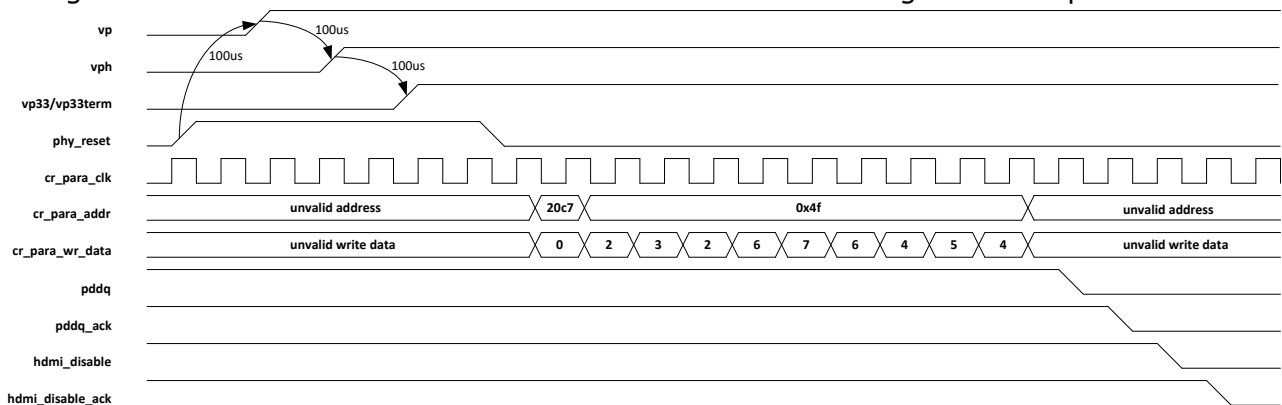 vp
100us
100us
vph
100us
vp33/vp33term
phy_reset
cr_para_clk
cr_para_addr unvalid address 20c7 0x4f unvalid address
cr_para_wr_data unvalid write data 0 2 3 2 6 7 6 4 5 4 unvalid write data
pddq
pddq_ack
hdmi_disable
hdmi_disable_ack